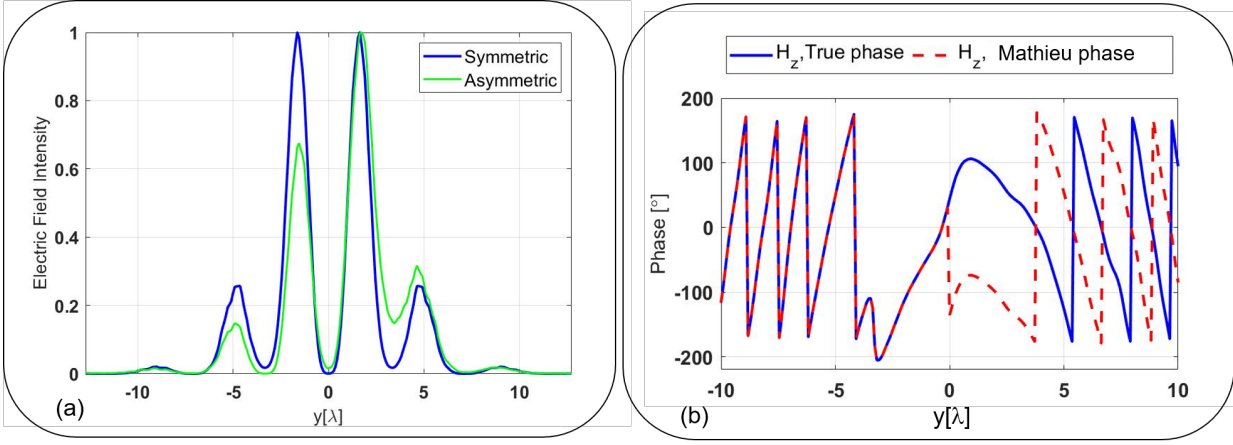 Symmetric
Asymmetric
Electric Field Intensity
1
0.8
0.6
0.4
0.2
0
-10
-5
0
5
10
y[λ]
(a)
H_z,True phase
H_z, Mathieu phase
Phase [°]
200
100
0
-100
-200
-10
-5
0
5
10
y[λ]
(b)